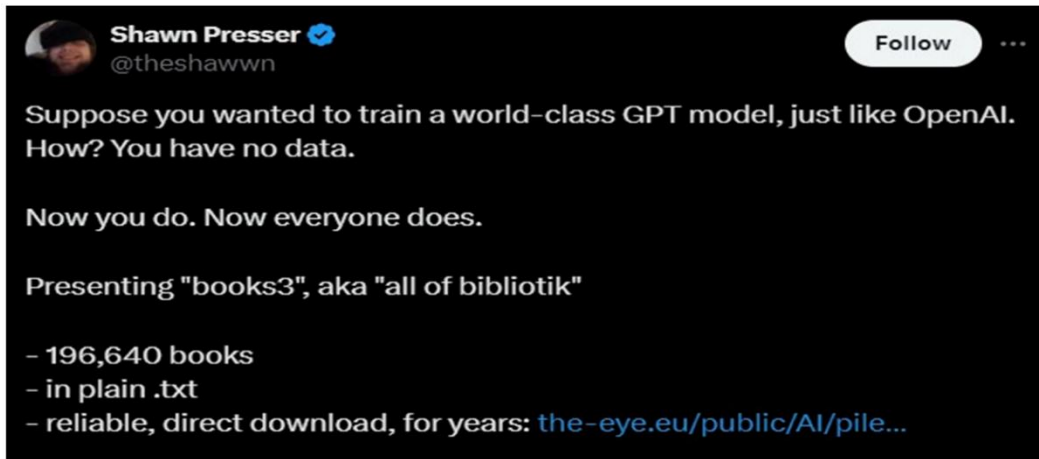 Shawn Presser
@theshawwn
Follow
Suppose you wanted to train a world-class GPT model, just like OpenAI.
How? You have no data.
Now you do. Now everyone does.
Presenting "books3", aka "all of bibliotik"
- 196,640 books
- in plain .txt
- reliable, direct download, for years: the-eye.eu/public/AI/pile...